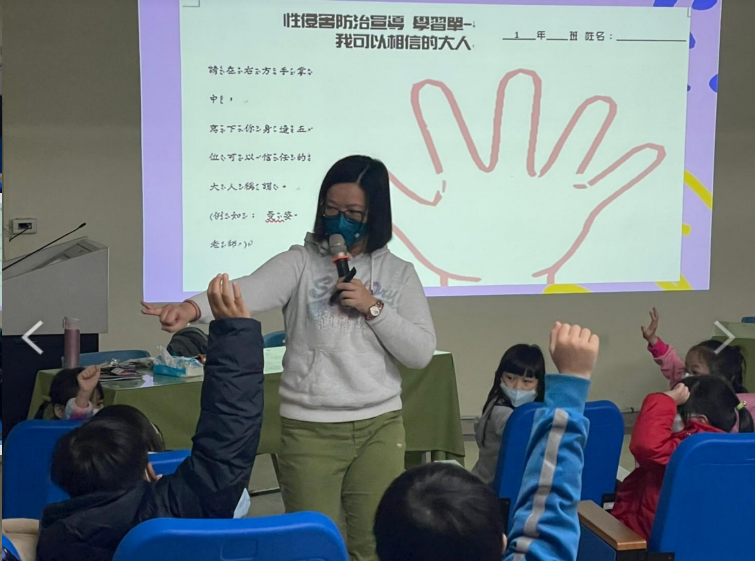 性侵害防治宣導 學習單一
我可以相信的大人
1 年 班 姓名：
請在右方手掌
中，
寫下你身邊五
位可以信任的
大人稱謂。
(例如：
老師)